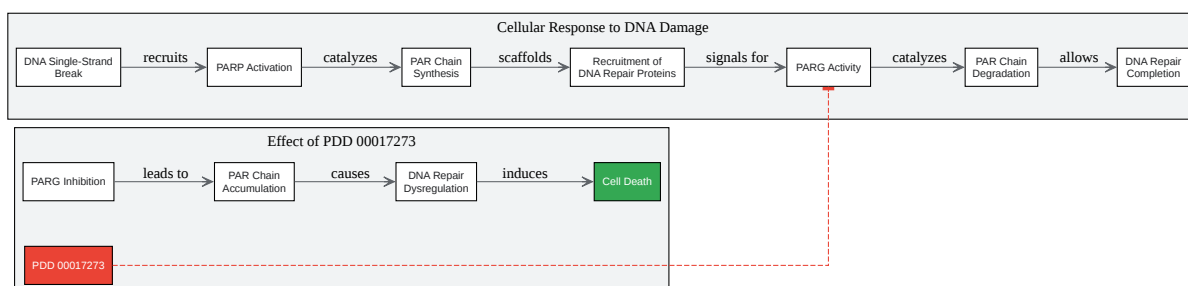 Cellular Response to DNA Damage
DNA Single-Strand
Break
recruits
PARP Activation
catalyzes
PAR Chain
Synthesis
scaffolds
Recruitment of
DNA Repair Proteins
signals for
PARG Activity
catalyzes
PAR Chain
Degradation
allows
DNA Repair
Completion
Effect of PDD 00017273
PARG Inhibition
leads to
PAR Chain
Accumulation
causes
DNA Repair
Dysregulation
induces
Cell Death
PDD 00017273